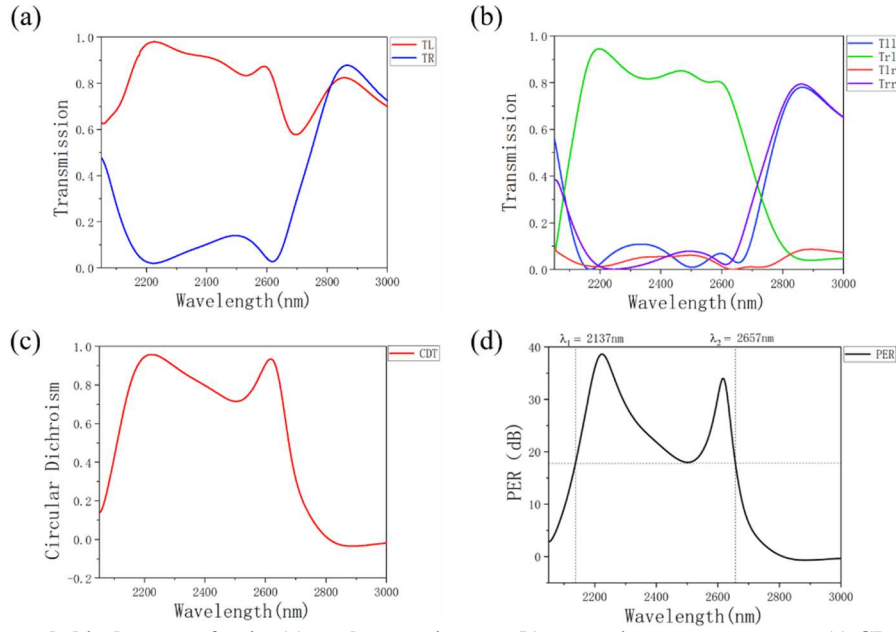 (a)
TL
TR
Transmission
1.0
0.8
0.6
0.4
0.2
0.0
2200 2400 2600 2800 3000
Wavelength(nm)
(b)
Tll
Trl
Tlr
Trr
Transmission
1.0
0.8
0.6
0.4
0.2
0.0
2200 2400 2600 2800 3000
Wavelength(nm)
(c)
CDT
Circular Dichroism
1.0
0.8
0.6
0.4
0.2
0.0
-0.2
2200 2400 2600 2800 3000
Wavelength(nm)
(d)
λ1 = 2137nm
λ2 = 2657nm
PER
PER (dB)
40
30
20
10
0
2200 2400 2600 2800 3000
Wavelength(nm)